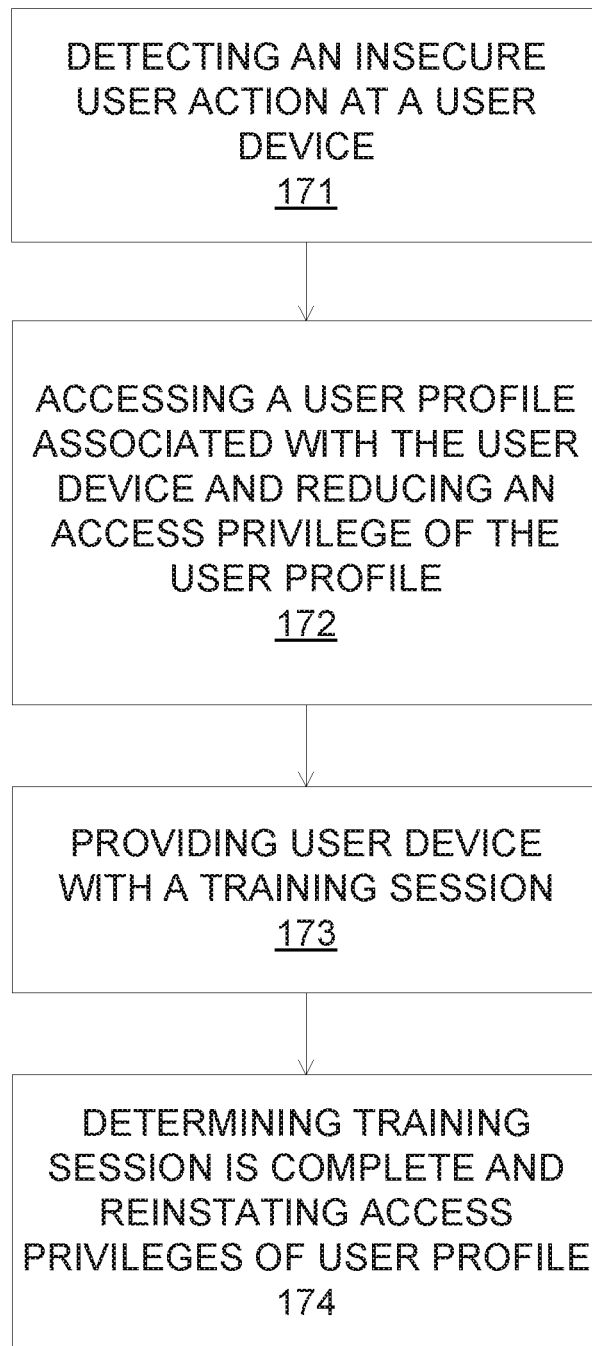 DETECTING AN INSECURE
USER ACTION AT A USER
DEVICE
171
ACCESSING A USER PROFILE
ASSOCIATED WITH THE USER
DEVICE AND REDUCING AN
ACCESS PRIVILEGE OF THE
USER PROFILE
172
PROVIDING USER DEVICE
WITH A TRAINING SESSION
173
DETERMINING TRAINING
SESSION IS COMPLETE AND
REINSTATING ACCESS
PRIVILEGES OF USER PROFILE
174